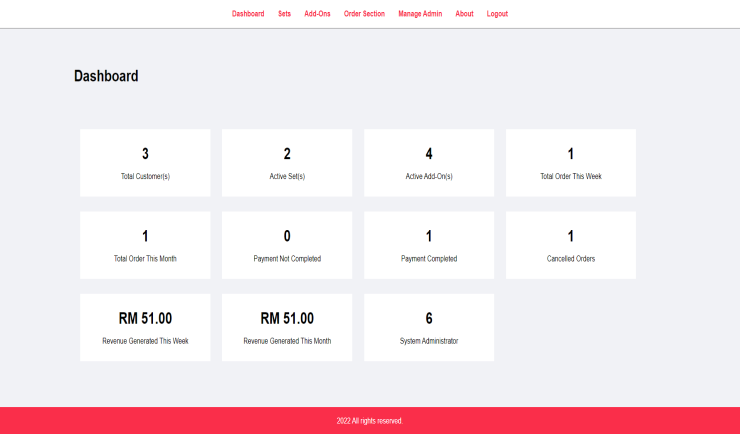 Dashboard Sets Add-Ons Order Section Manage Admin About Logout
Dashboard
3 2 4 1
Total Customer(s) Active Set(s) Active Add-On(s) Total Order This Week
1 0 1 1
Total Order This Month Payment Not Completed Payment Completed Cancelled Orders
RM 51.00 RM 51.00 6
Revenue Generated This Week Revenue Generated This Month System Administrator
2022 All rights reserved.